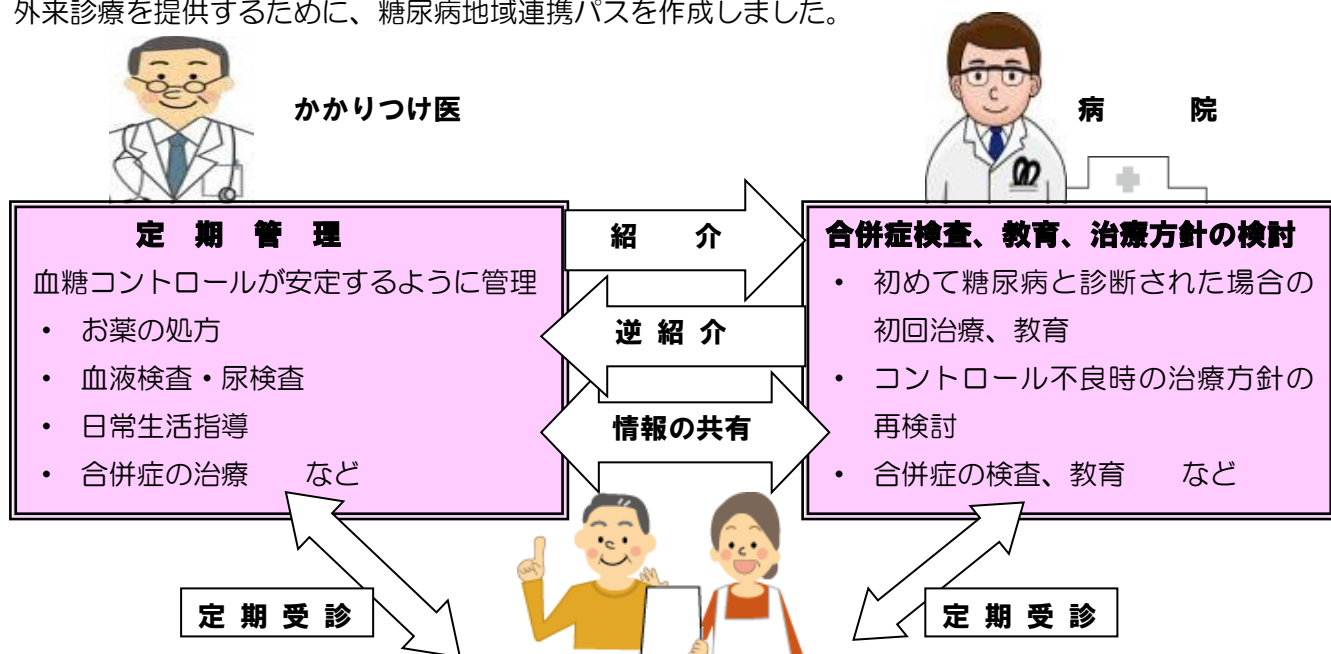 外来診療を提供するために、糖尿病地域連携パスを作成しました。
かかりつけ医
病院
定期管理
血糖コントロールが安定するように管理
・ お薬の処方
・ 血液検査・尿検査
・ 日常生活指導
・ 合併症の治療 など
紹介
逆紹介
情報の共有
合併症検査、教育、治療方針の検討
・ 初めて糖尿病と診断された場合の
初回治療、教育
・ コントロール不良時の治療方針の
再検討
・ 合併症の検査、教育 など
定期受診
定期受診